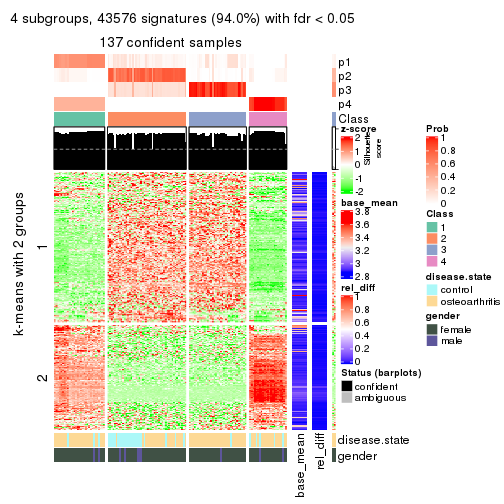 4 subgroups, 43576 signatures (94.0%) with fdr < 0.05
137 confident samples
p1
p2
p3
p4
Class
Silhouette
score
k-means with 2 groups
1
2
base_mean
rel_diff
disease.state
gender
z-score
2
1
0
-1
-2
base_mean
3.8
3.6
3.4
3.2
3
2.8
rel_diff
1
0.8
0.6
0.4
0.2
0
Status (barplots)
confident
ambiguous
Prob
1
0.8
0.6
0.4
0.2
0
Class
1
2
3
4
disease.state
control
osteoarthritis
gender
female
male